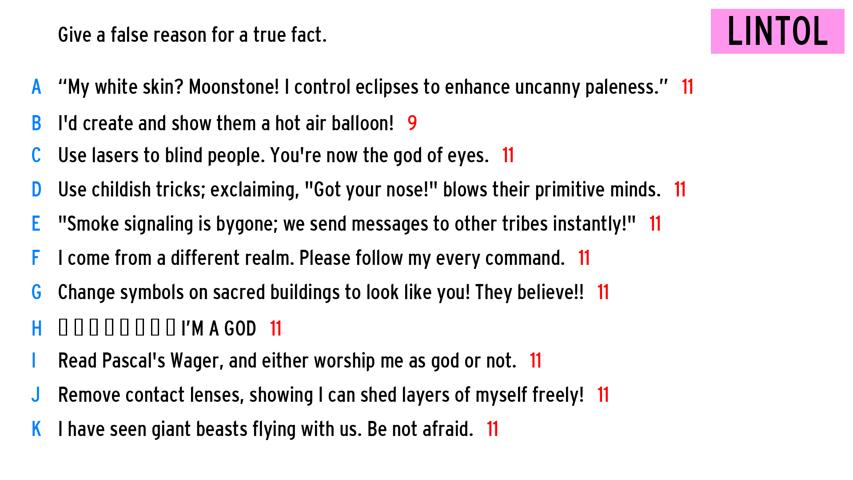 Give a false reason for a true fact.
LINTOL
A “My white skin? Moonstone! I control eclipses to enhance uncanny paleness.” 11
B I'd create and show them a hot air balloon! 9
C Use lasers to blind people. You're now the god of eyes. 11
D Use childish tricks; exclaiming, "Got your nose!" blows their primitive minds. 11
E "Smoke signaling is bygone; we send messages to other tribes instantly!" 11
F I come from a different realm. Please follow my every command. 11
G Change symbols on sacred buildings to look like you! They believe!! 11
H ▯ ▯ ▯ ▯ ▯ ▯ ▯ ▯ I’M A GOD 11
I Read Pascal's Wager, and either worship me as god or not. 11
J Remove contact lenses, showing I can shed layers of myself freely! 11
K I have seen giant beasts flying with us. Be not afraid. 11